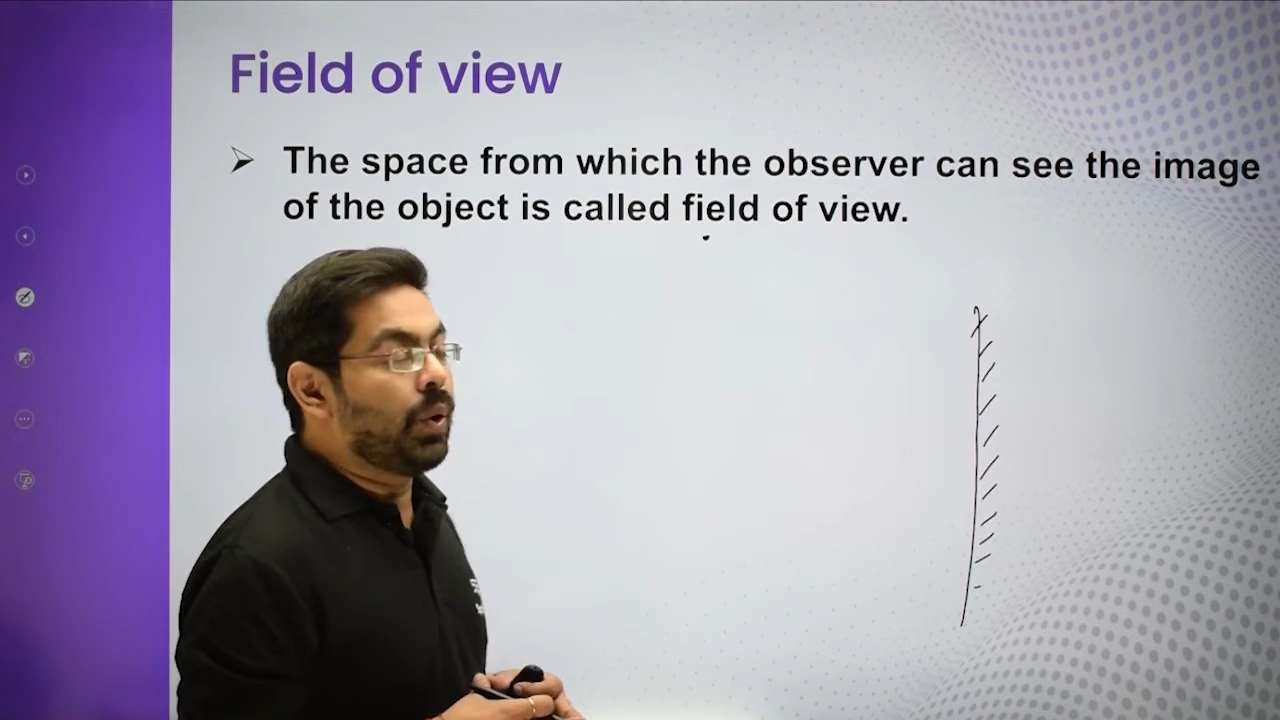 Field of view
➢ The space from which the observer can see the image
of the object is called field of view.